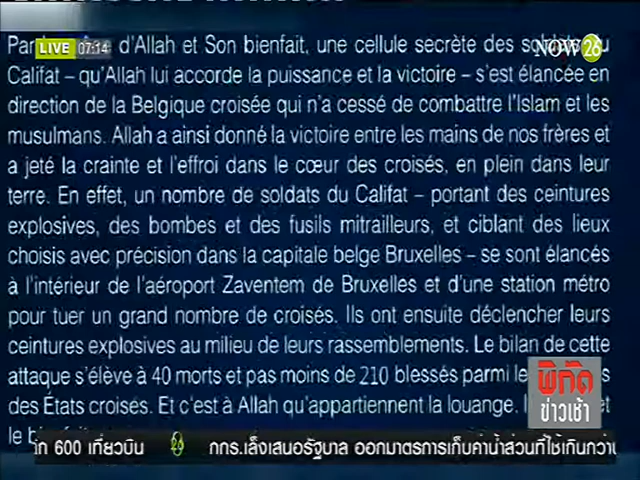 LIVE 07:14
NOW26
d'Allah et Son bienfait, une cellule secrète des
Califat – qu'Allah lui accorde la puissance et la victoire – s'est élancée en
direction de la Belgique croisée qui n'a cessé de combattre l'Islam et les
musulmans. Allah a ainsi donné la victoire entre les mains de nos frères et
a jeté la crainte et l'effroi dans le cœur des croisés, en plein dans leur
terre. En effet, un nombre de soldats du Califat – portant des ceintures
explosives, des bombes et des fusils mitrailleurs, et ciblant des lieux
choisis avec précision dans la capitale belge Bruxelles – se sont élancés
à l'intérieur de l'aéroport Zaventem de Bruxelles et d'une station métro
pour tuer un grand nombre de croisés. Ils ont ensuite déclencher leurs
ceintures explosives au milieu de leurs rassemblements. Le bilan de cette
attaque s'élève à 40 morts et pas moins de 210 blessés parmi
des États croisés. Et c'est à Allah qu'appartiennent la louange. et
le
พิกัด
ข่าวเช้า
600 เที่ยวบิน กกร.เล็งเสนอรัฐบาล ออกมาตรการเก็บค่าน้ำส่วนที่ใช้เกินกว่า